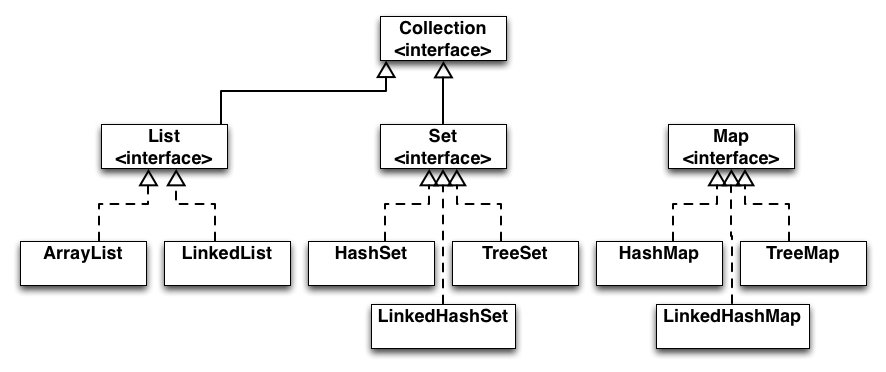 Collection
<interface>
List
<interface>
Set
<interface>
Map
<interface>
ArrayList
LinkedList
HashSet
TreeSet
HashMap
TreeMap
LinkedHashSet
LinkedHashMap